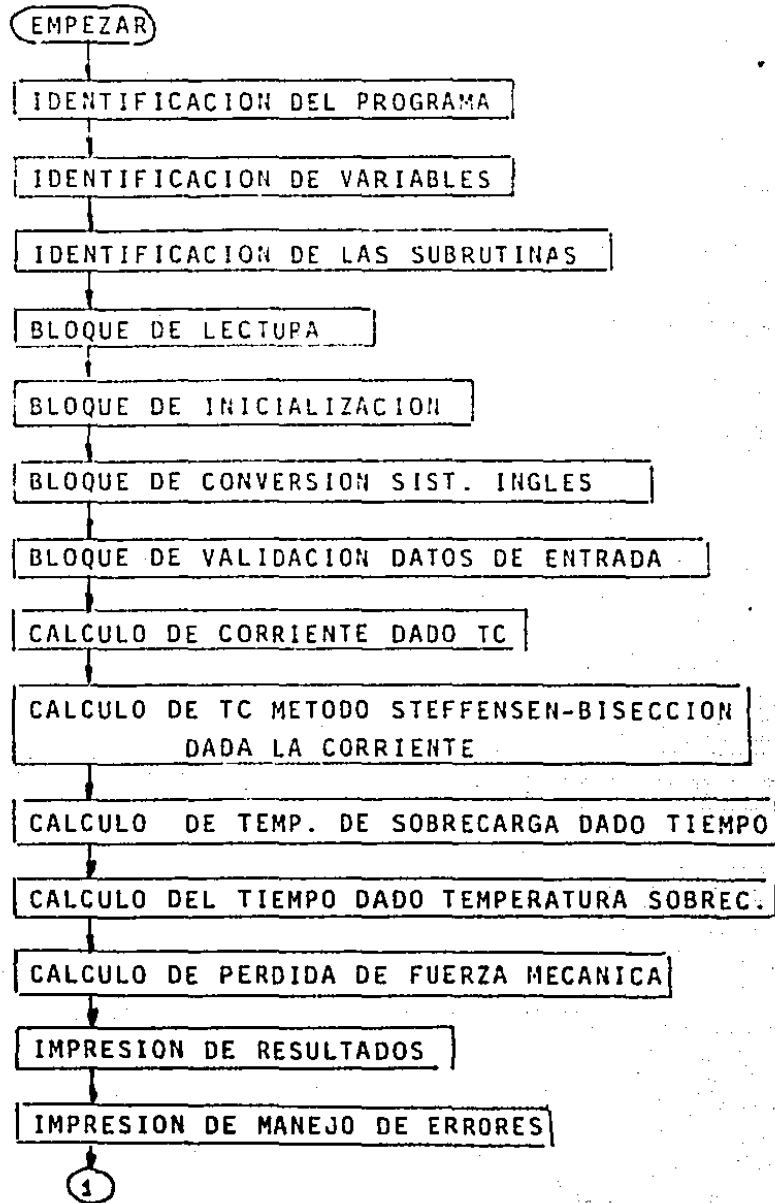 EMPEZAR
IDENTIFICACION DEL PROGRAMA
IDENTIFICACION DE VARIABLES
IDENTIFICACION DE LAS SUBRUTINAS
BLOQUE DE LECTUPA
BLOQUE DE INICIALIZACION
BLOQUE DE CONVERSION SIST. INGLES
BLOQUE DE VALIDACION DATOS DE ENTRADA
CALCULO DE CORRIENTE DADO TC
CALCULO DE TC METODO STEFFENSEN-BISECCION
DADA LA CORRIENTE
CALCULO DE TEMP. DE SOBRECARGA DADO TIEMPO
CALCULO DEL TIEMPO DADO TEMPERATURA SOBREC.
CALCULO DE PERDIDA DE FUERZA MECANICA
IMPRESION DE RESULTADOS
IMPRESION DE MANEJO DE ERRORES
1